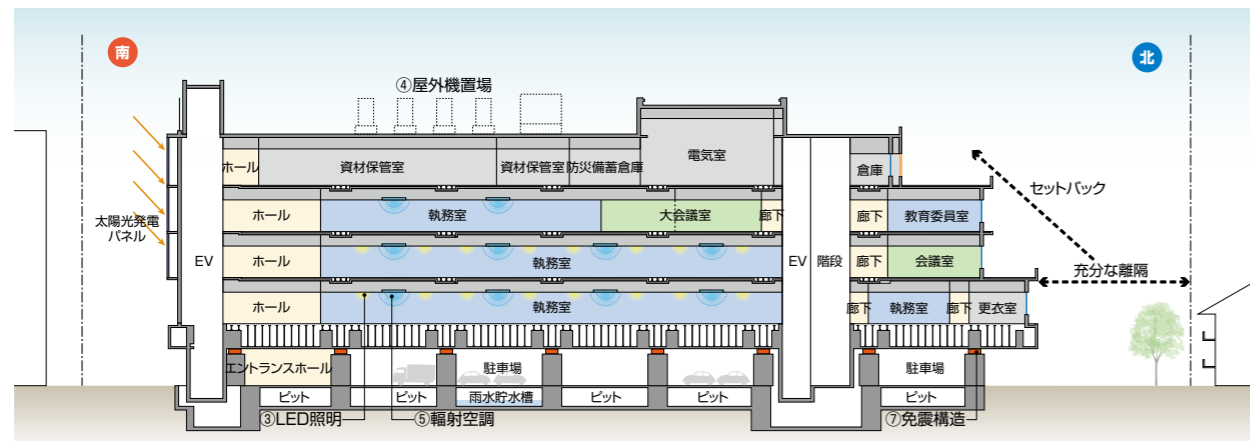 南
北
④屋外機置場
電気室
ホール
資材保管室
資材保管室
防災備蓄倉庫
倉庫
セットバック
太陽光発電
パネル
ホール
執務室
大会議室
廊下
廊下
教育委員室
EV
ホール
執務室
EV
階段
廊下
会議室
充分な離隔
ホール
執務室
廊下
執務室
廊下
更衣室
エントランスホール
駐車場
駐車場
ピット
ピット
雨水貯水槽
ピット
ピット
ピット
③LED照明
⑤輻射空調
⑦免震構造